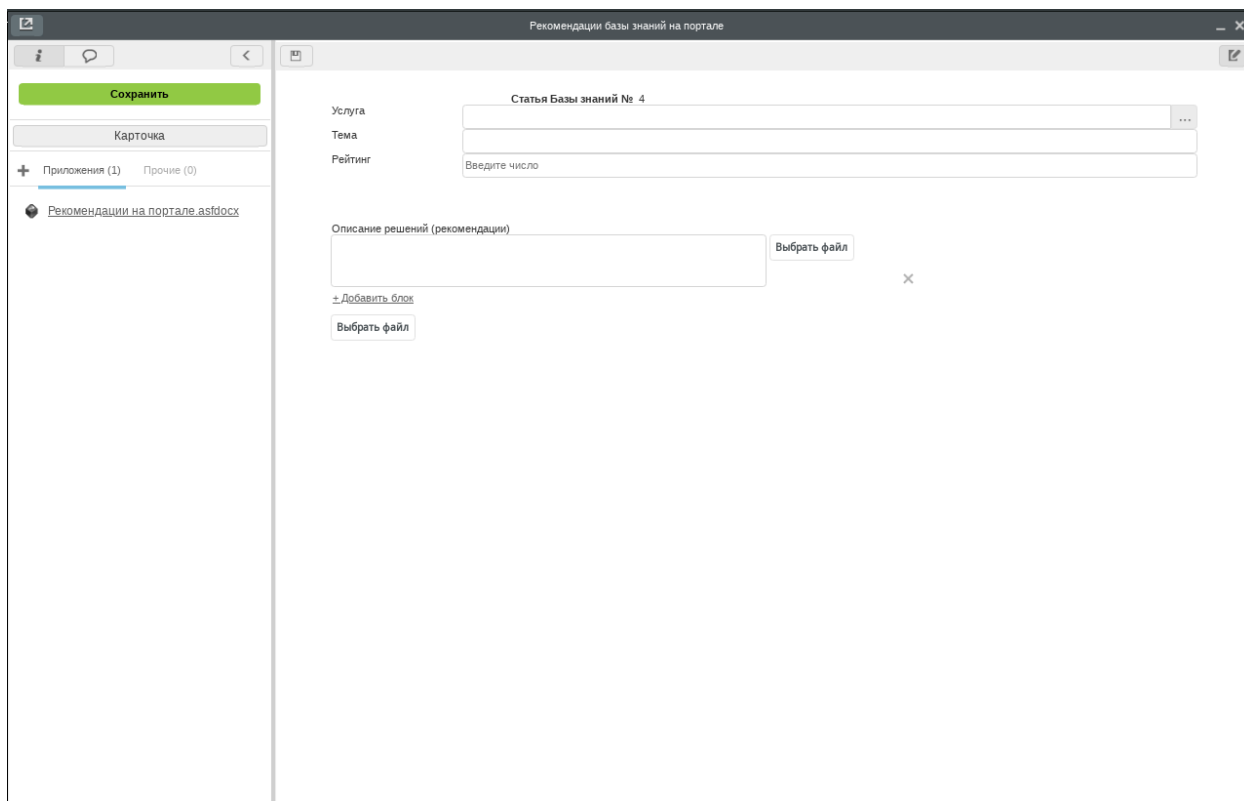 Рекомендации базы знаний на портале
Сохранить
Карточка
Приложения (1) Прочие (0)
Рекомендации на портале.asfdocx
Статья Базы знаний № 4
Услуга
...
Тема
Рейтинг
Введите число
Описание решений (рекомендации)
Выбрать файл
+ Добавить блок
Выбрать файл